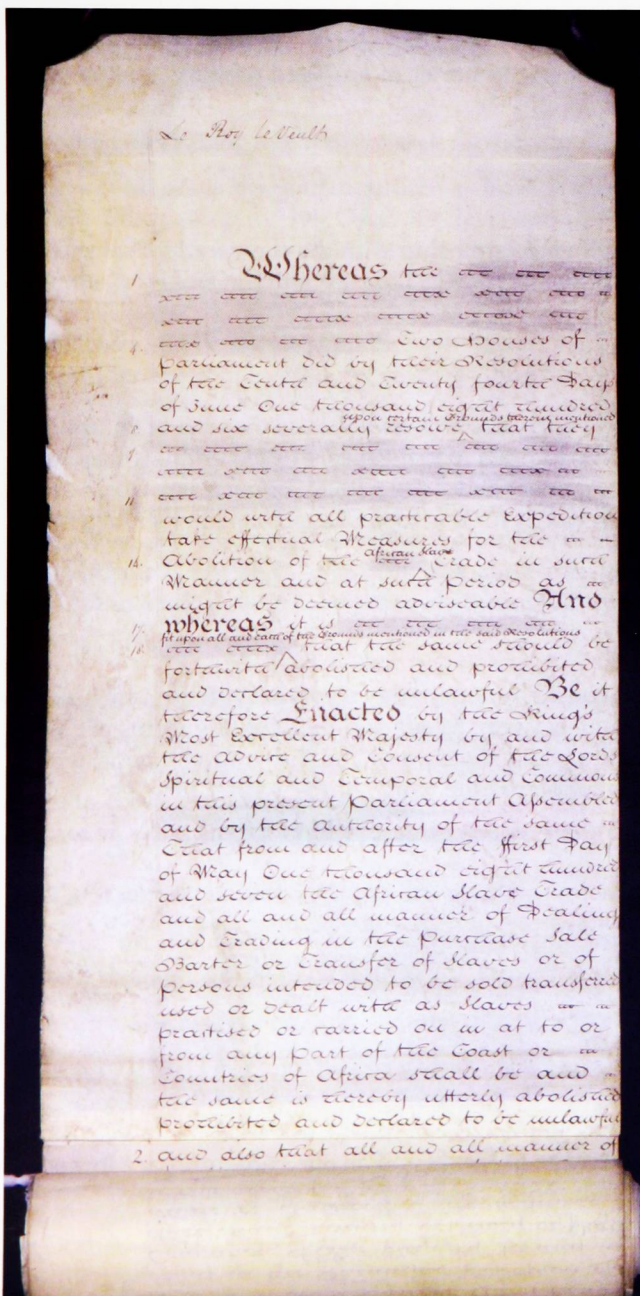 Le Roy le Veult
1 Whereas the
4. Two Houses of
Parliament did by their Resolutions
of the Tenth and Twenty fourth Days
of June One thousand eight hundred
upon certain Grounds therein mentioned
8 and six severally resolve that they
9
11
would with all practicable Expedition
take effectual Measures for the
African Slave
14. Abolition of the Trade in such
Manner and at such Period as
might be deemed adviseable And
17 whereas it is
fit upon all and each of the Grounds mentioned in the said Resolutions
18. that the same should be
forthwith abolished and prohibited
and declared to be unlawful Be it
therefore Enacted by the King's
Most Excellent Majesty by and with
the Advice and Consent of the Lords
Spiritual and Temporal and Commons
in this present Parliament Assembled
and by the Authority of the same
That from and after the ffirst Day
of May One thousand eight hundred
and seven the African Slave Trade
and all and all manner of Dealing
and Trading in the Purchase Sale
Barter or Transfer of Slaves or of
Persons intended to be sold transferred
used or dealt with as Slaves
practised or carried on in at to or
from any Part of the Coast or
Countries of Africa shall be and
the same is hereby utterly abolished
prohibited and declared to be unlawful
2. and also that all and all manner of